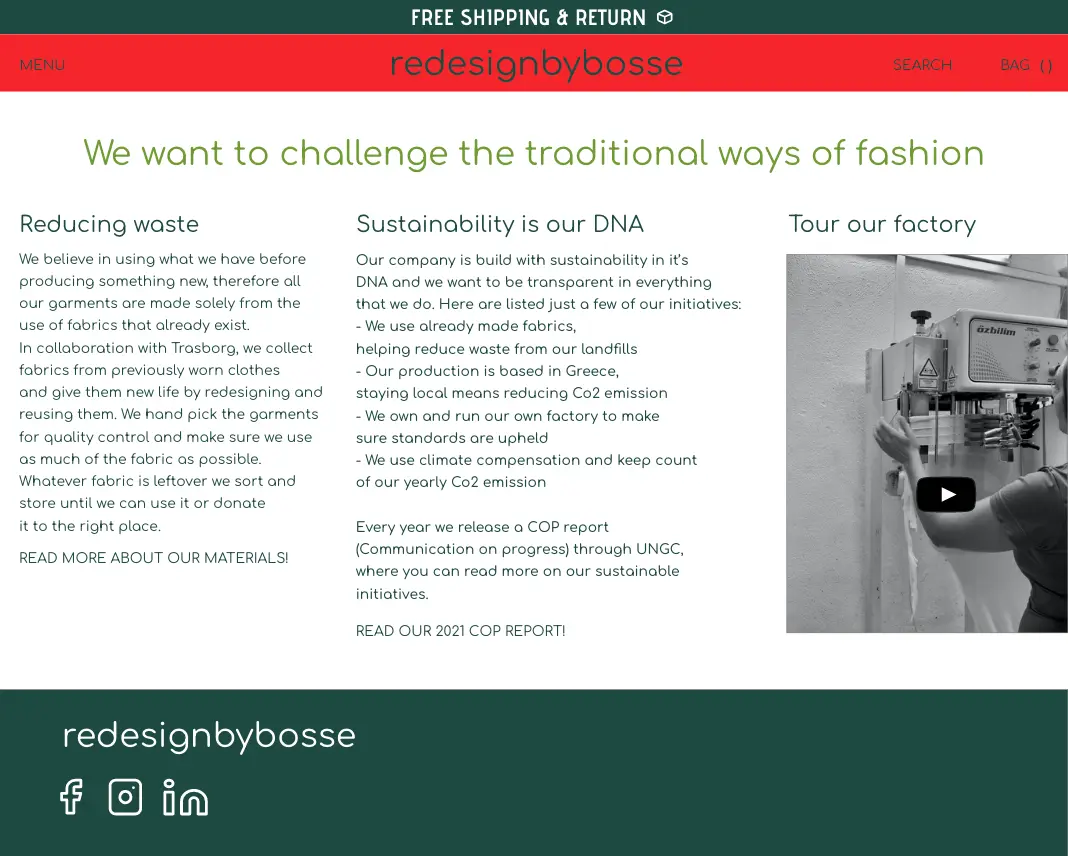 FREE SHIPPING & RETURN
MENU
redesignbybosse
SEARCH
BAG ( )
We want to challenge the traditional ways of fashion
Reducing waste
We believe in using what we have before
producing something new, therefore all
our garments are made solely from the
use of fabrics that already exist.
In collaboration with Trasborg, we collect
fabrics from previously worn clothes
and give them new life by redesigning and
reusing them. We hand pick the garments
for quality control and make sure we use
as much of the fabric as possible.
Whatever fabric is leftover we sort and
store until we can use it or donate
it to the right place.
READ MORE ABOUT OUR MATERIALS!
Sustainability is our DNA
Our company is build with sustainability in it's
DNA and we want to be transparent in everything
that we do. Here are listed just a few of our initiatives:
- We use already made fabrics,
helping reduce waste from our landfills
- Our production is based in Greece,
staying local means reducing Co2 emission
- We own and run our own factory to make
sure standards are upheld
- We use climate compensation and keep count
of our yearly Co2 emission
Every year we release a COP report
(Communication on progress) through UNGC,
where you can read more on our sustainable
initiatives.
READ OUR 2021 COP REPORT!
Tour our factory
özbilim
redesignbybosse